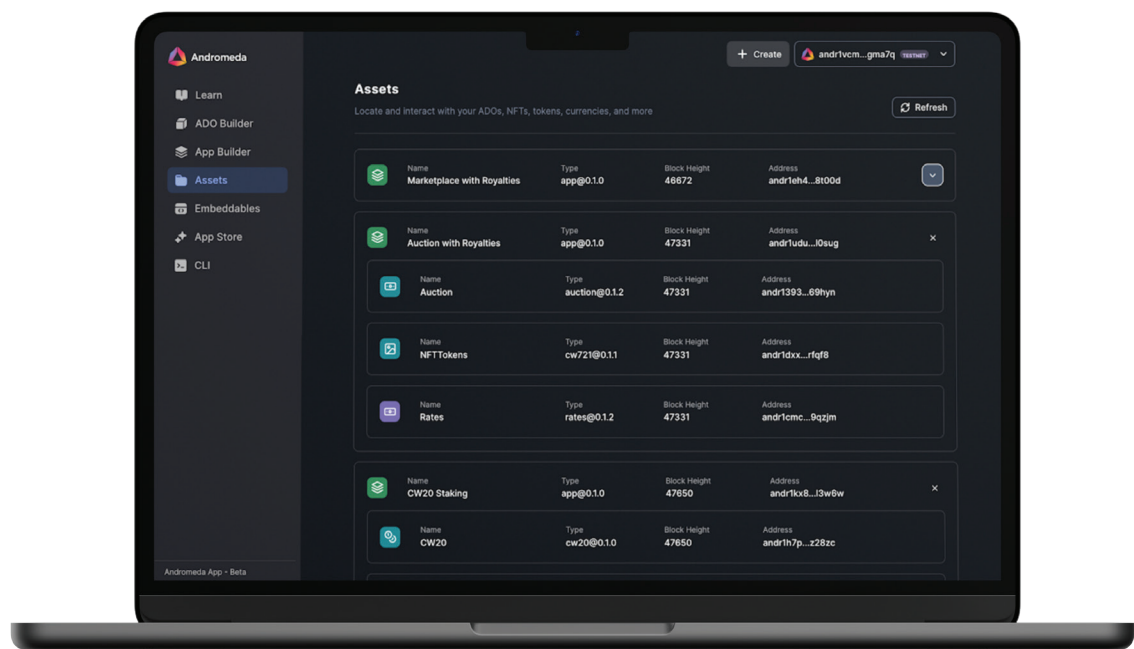 Andromeda
Learn
ADO Builder
App Builder
Assets
Embeddables
App Store
CLI
Andromeda App - Beta
+ Create
andr1vcm...gma7q TESTNET
Assets
Locate and interact with your ADOs, NFTs, tokens, currencies, and more
Refresh
Name Type Block Height Address
Marketplace with Royalties app@0.1.0 46672 andr1eh4...8t00d
Name Type Block Height Address
Auction with Royalties app@0.1.0 47331 andr1udu...l0sug
Name Type Block Height Address
Auction auction@0.1.2 47331 andr1393...69hyn
Name Type Block Height Address
NFTTokens cw721@0.1.1 47331 andr1dxx...rfqf8
Name Type Block Height Address
Rates rates@0.1.2 47331 andr1cmc...9qzjm
Name Type Block Height Address
CW20 Staking app@0.1.0 47650 andr1kx8...l3w6w
Name Type Block Height Address
CW20 cw20@0.1.0 47650 andr1h7p...z28zc